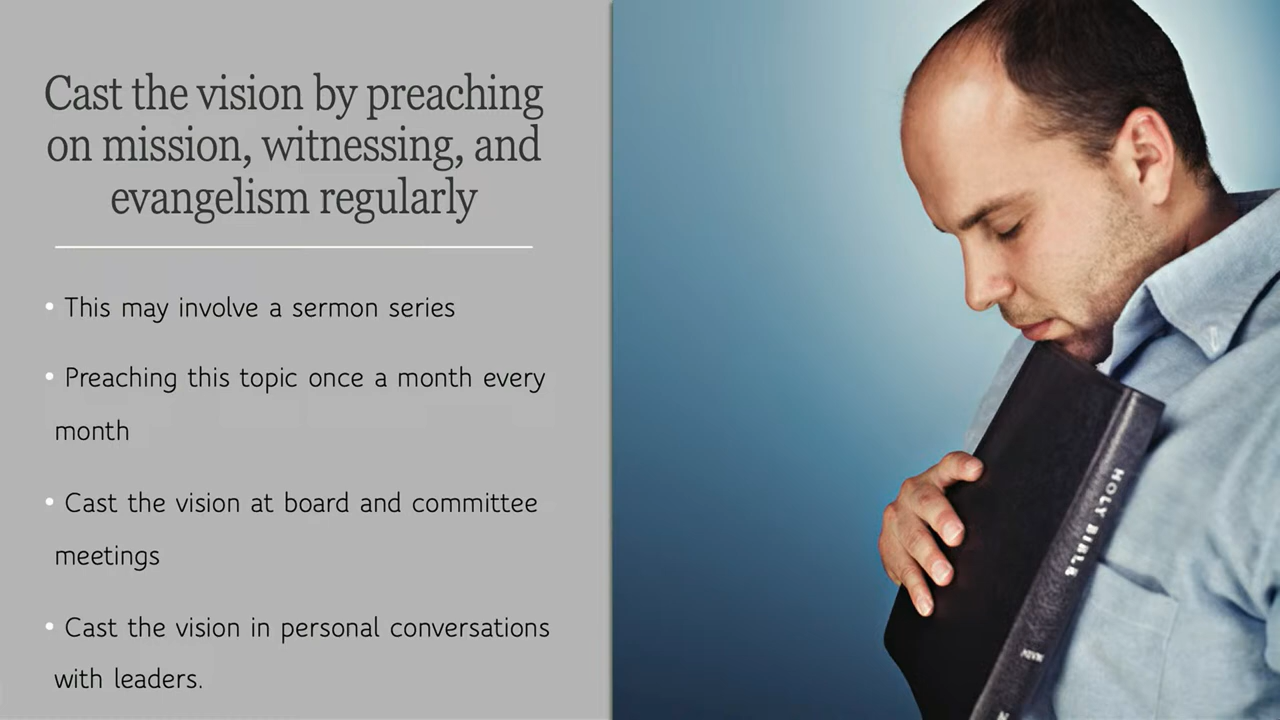 Cast the vision by preaching
on mission, witnessing, and
evangelism regularly
• This may involve a sermon series
• Preaching this topic once a month every
month
• Cast the vision at board and committee
meetings
• Cast the vision in personal conversations
with leaders.
HOLY BIBLE